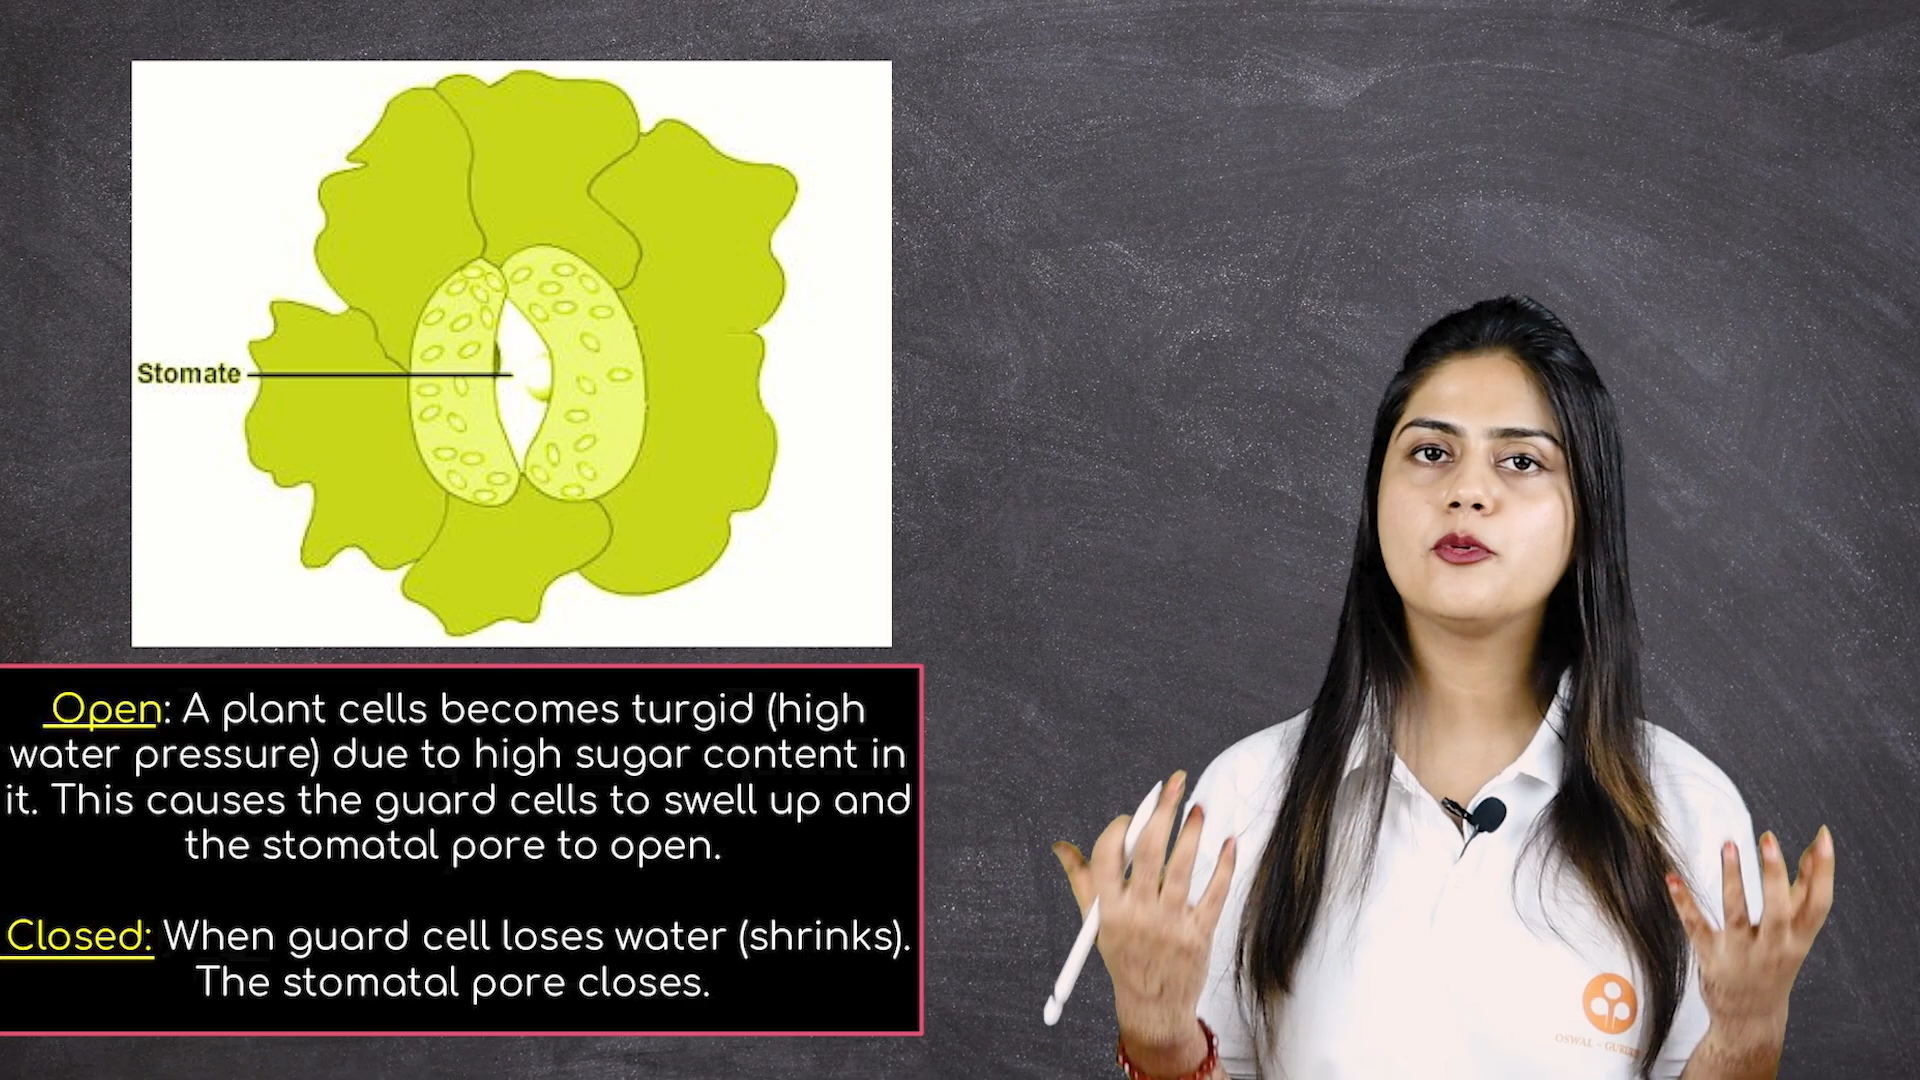 Stomate
Open: A plant cells becomes turgid (high
water pressure) due to high sugar content in
it. This causes the guard cells to swell up and
the stomatal pore to open.
Closed: When guard cell loses water (shrinks).
The stomatal pore closes.
OSWAL -